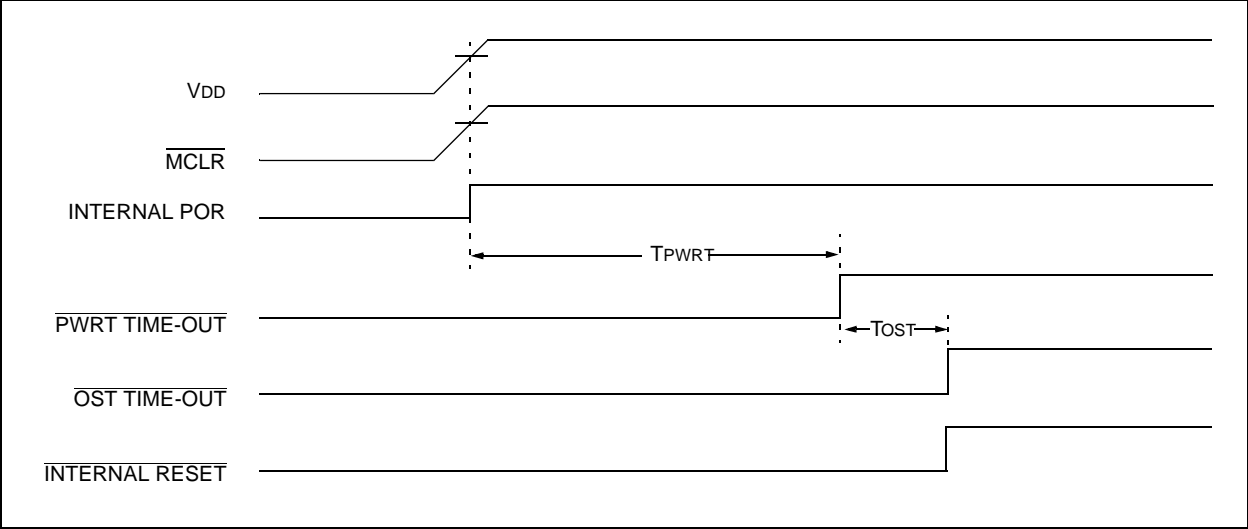 VDD
MCLR
INTERNAL POR
TPWRT
PWRT TIME-OUT
TOST
OST TIME-OUT
INTERNAL RESET